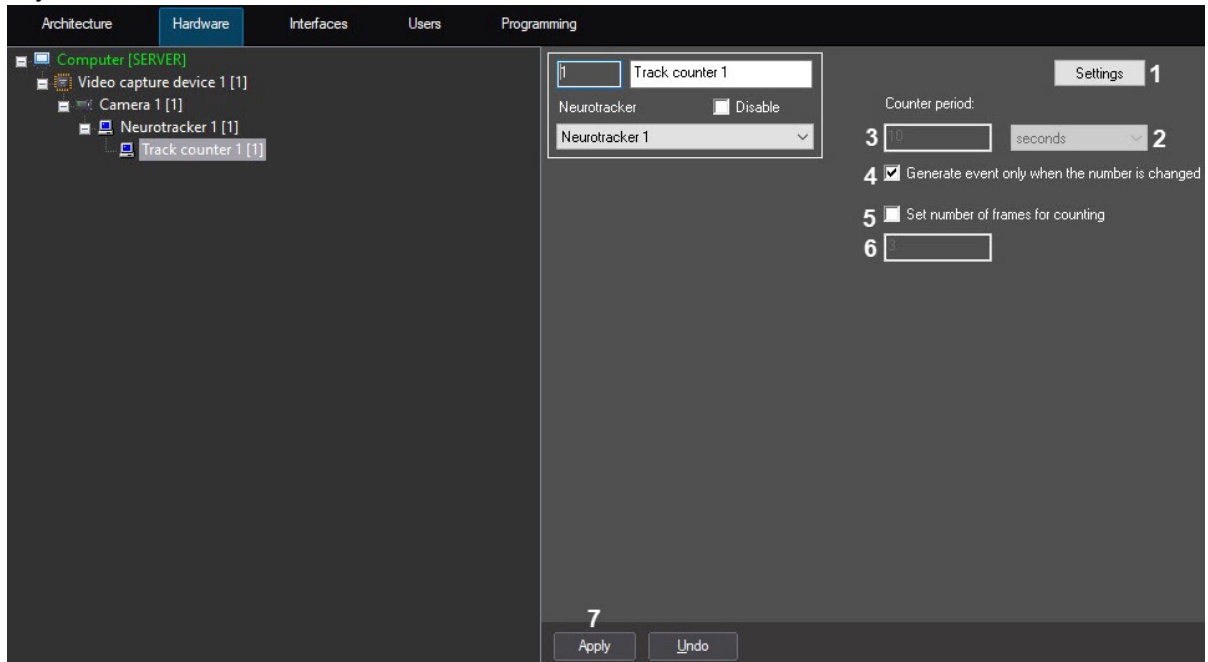 Architecture Hardware Interfaces Users Programming
Computer [SERVER]
Video capture device 1 [1]
Camera 1 [1]
Neurotracker 1 [1]
Track counter 1 [1]
1 Track counter 1
Neurotracker Disable
Neurotracker 1
Settings 1
Counter period:
3 10 seconds 2
4 Generate event only when the number is changed
5 Set number of frames for counting
6 3
7
Apply Undo